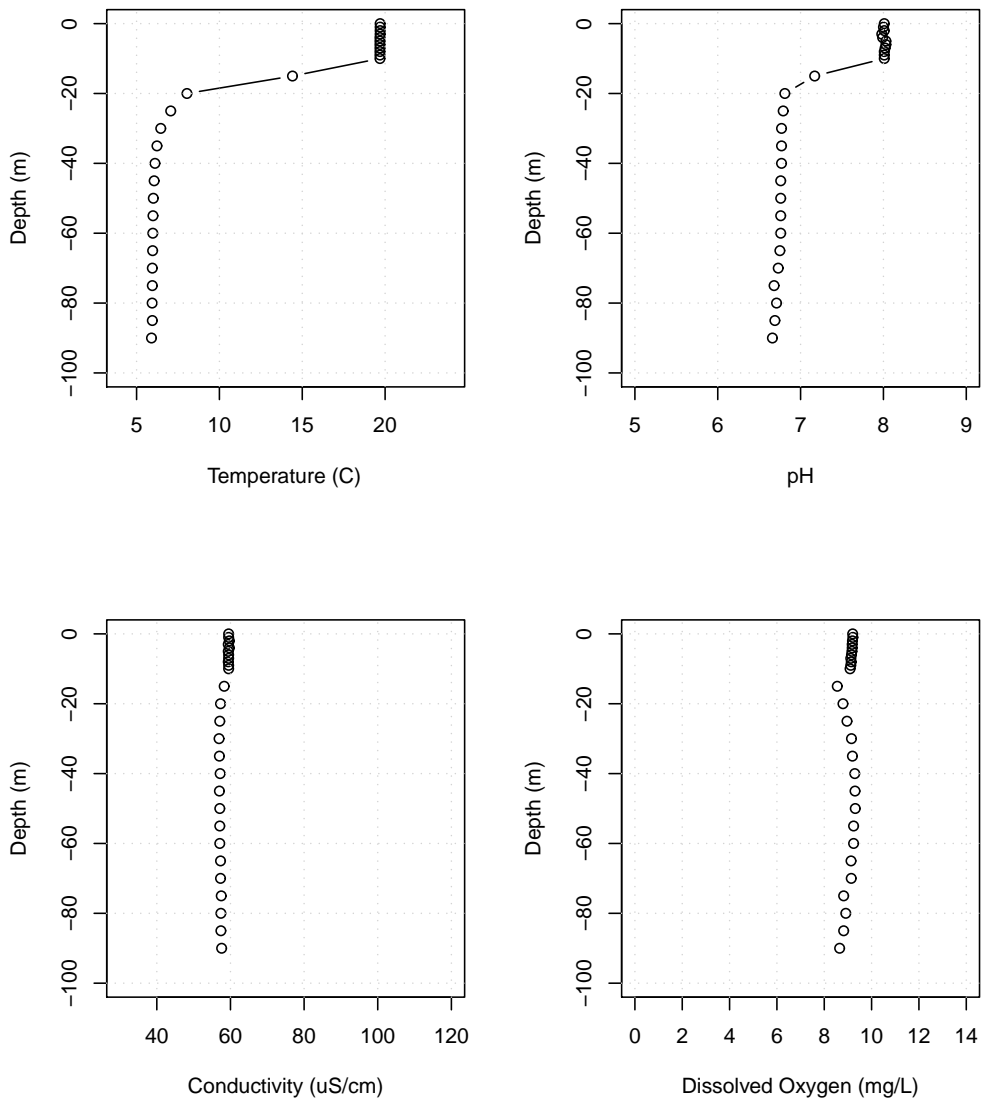 0
−20
−40
−60
−80
−100
Depth (m)
5 10 15 20
Temperature (C)
0
−20
−40
−60
−80
−100
Depth (m)
5 6 7 8 9
pH
0
−20
−40
−60
−80
−100
Depth (m)
40 60 80 100 120
Conductivity (uS/cm)
0
−20
−40
−60
−80
−100
Depth (m)
0 2 4 6 8 10 12 14
Dissolved Oxygen (mg/L)